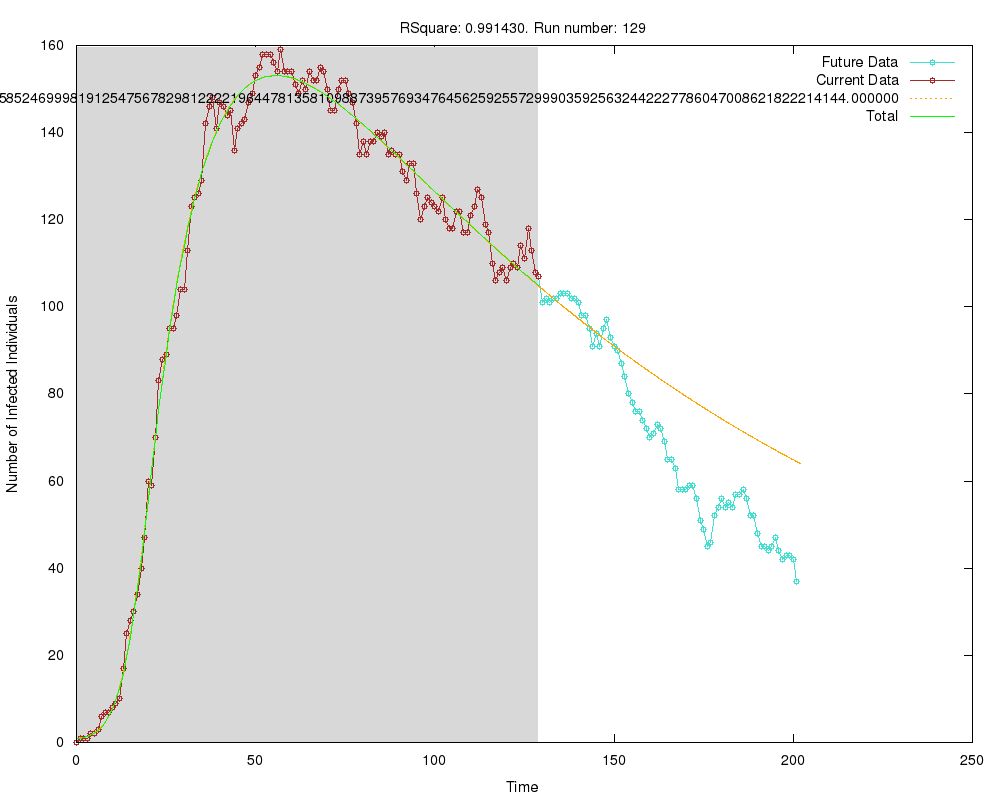 RSquare: 0.991430. Run number: 129
160
Future Data
Current Data
Total
140
120
100
80
60
40
20
0
Number of Infected Individuals
0 50 100 150 200 250
Time